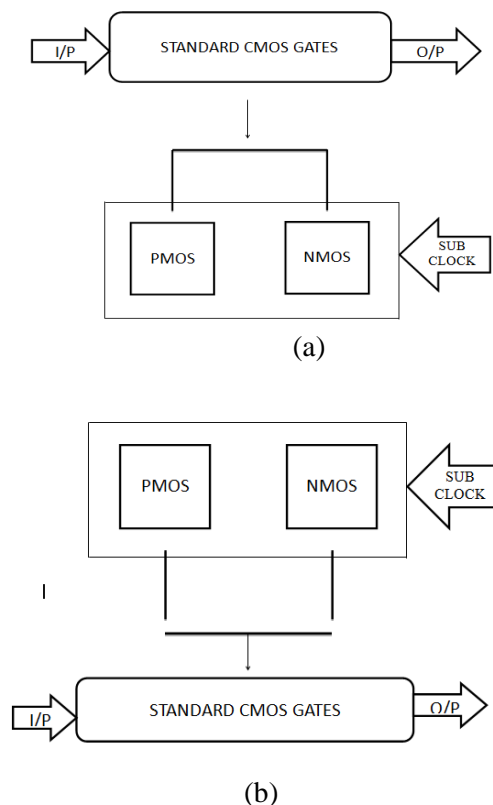 I/P
STANDARD CMOS GATES
O/P
PMOS
NMOS
SUB
CLOCK
(a)
PMOS
NMOS
SUB
CLOCK
I
I/P
STANDARD CMOS GATES
O/P
(b)